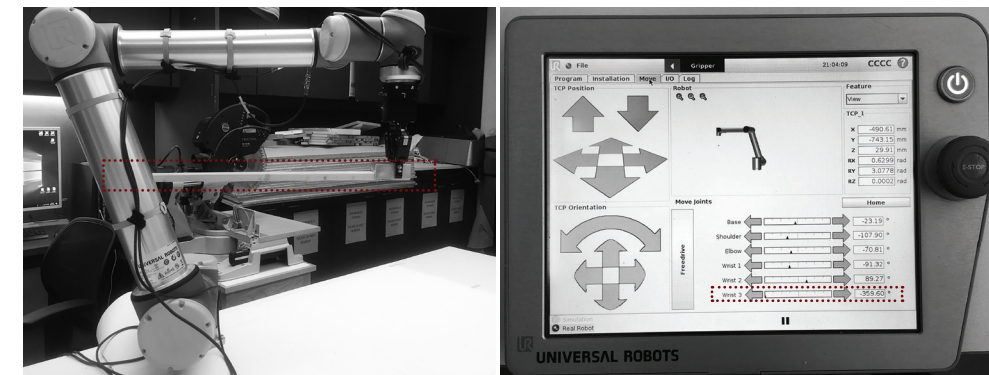 UNIVERSAL ROBOTS
File
Gripper
21:04:09
CCCC
?
Program Installation Move I/O Log
TCP Position
Robot
Feature
View
TCP_1
X -490.61 mm
Y -743.15 mm
Z 29.91 mm
RX 0.6299 rad
RY 3.0778 rad
RZ 0.0002 rad
Home
TCP Orientation
Move Joints
Freedrive
Base -23.19 °
Shoulder -107.90 °
Elbow -70.81 °
Wrist 1 -91.32 °
Wrist 2 89.27 °
Wrist 3 -359.60 °
Simulation
Real Robot
E-STOP
UR
UNIVERSAL ROBOTS